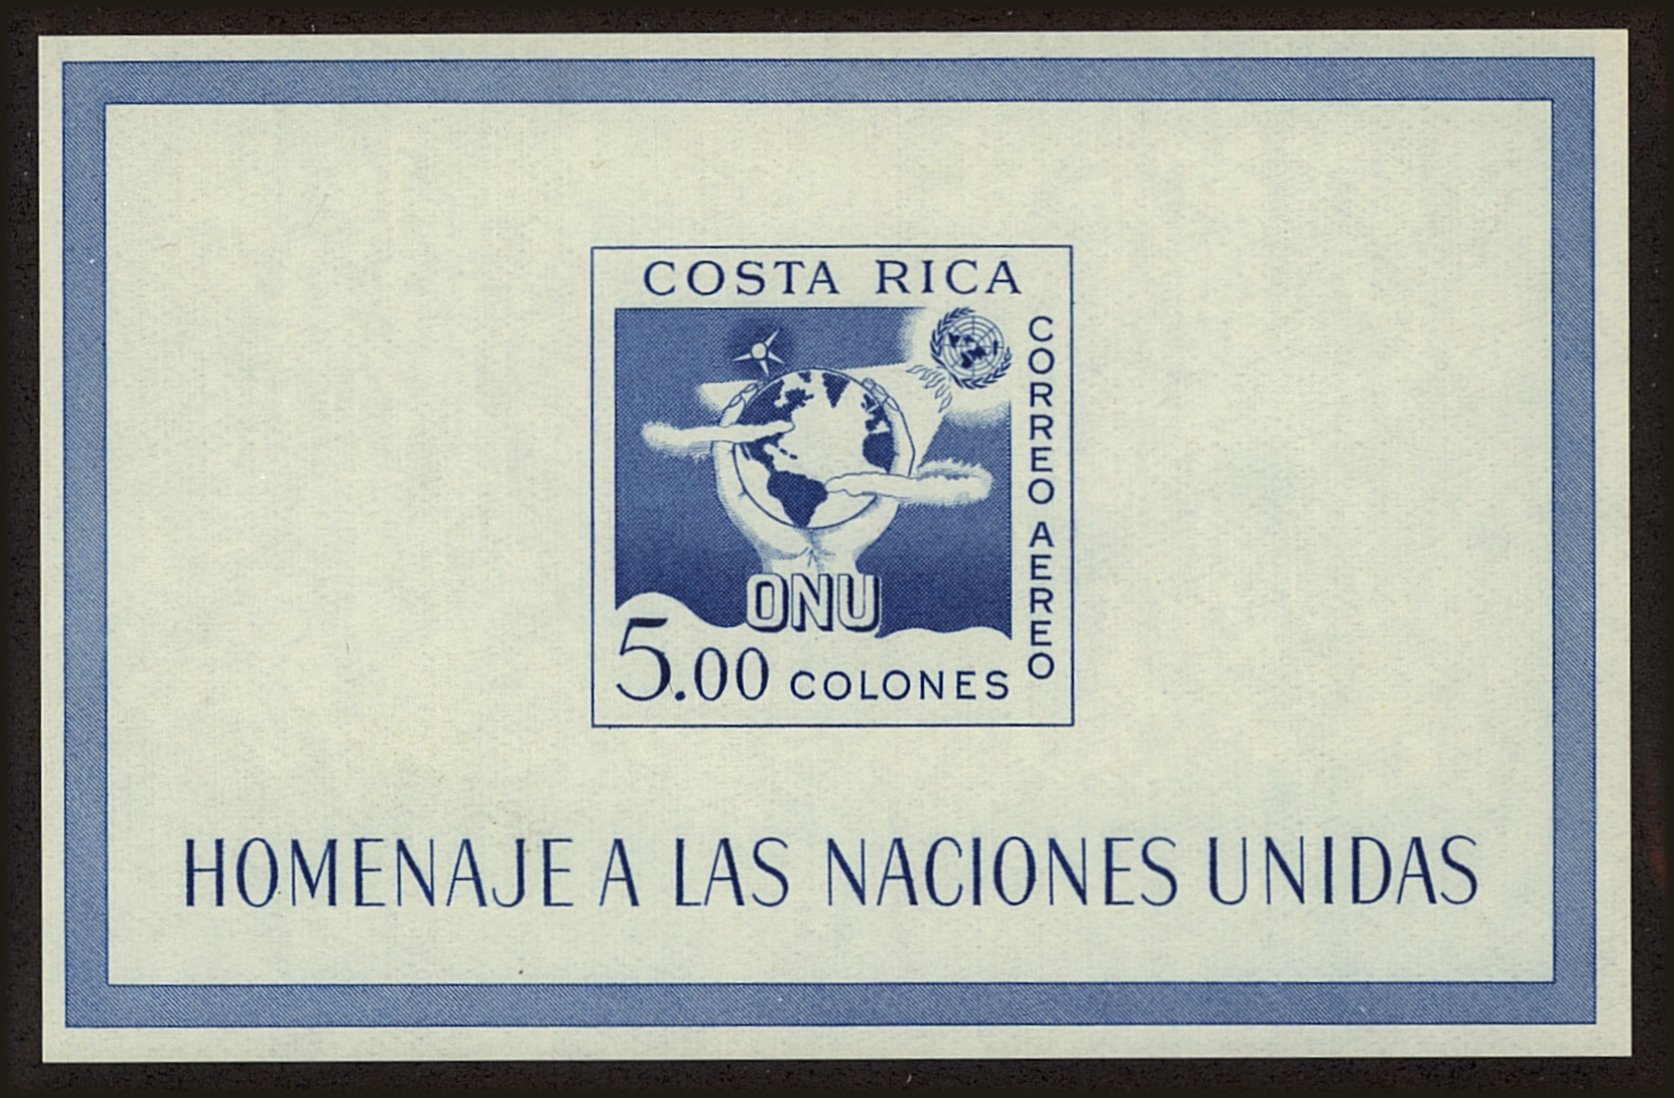 COSTA RICA
CORREO AEREO
ONU
5.00 COLONES
HOMENAJE A LAS NACIONES UNIDAS